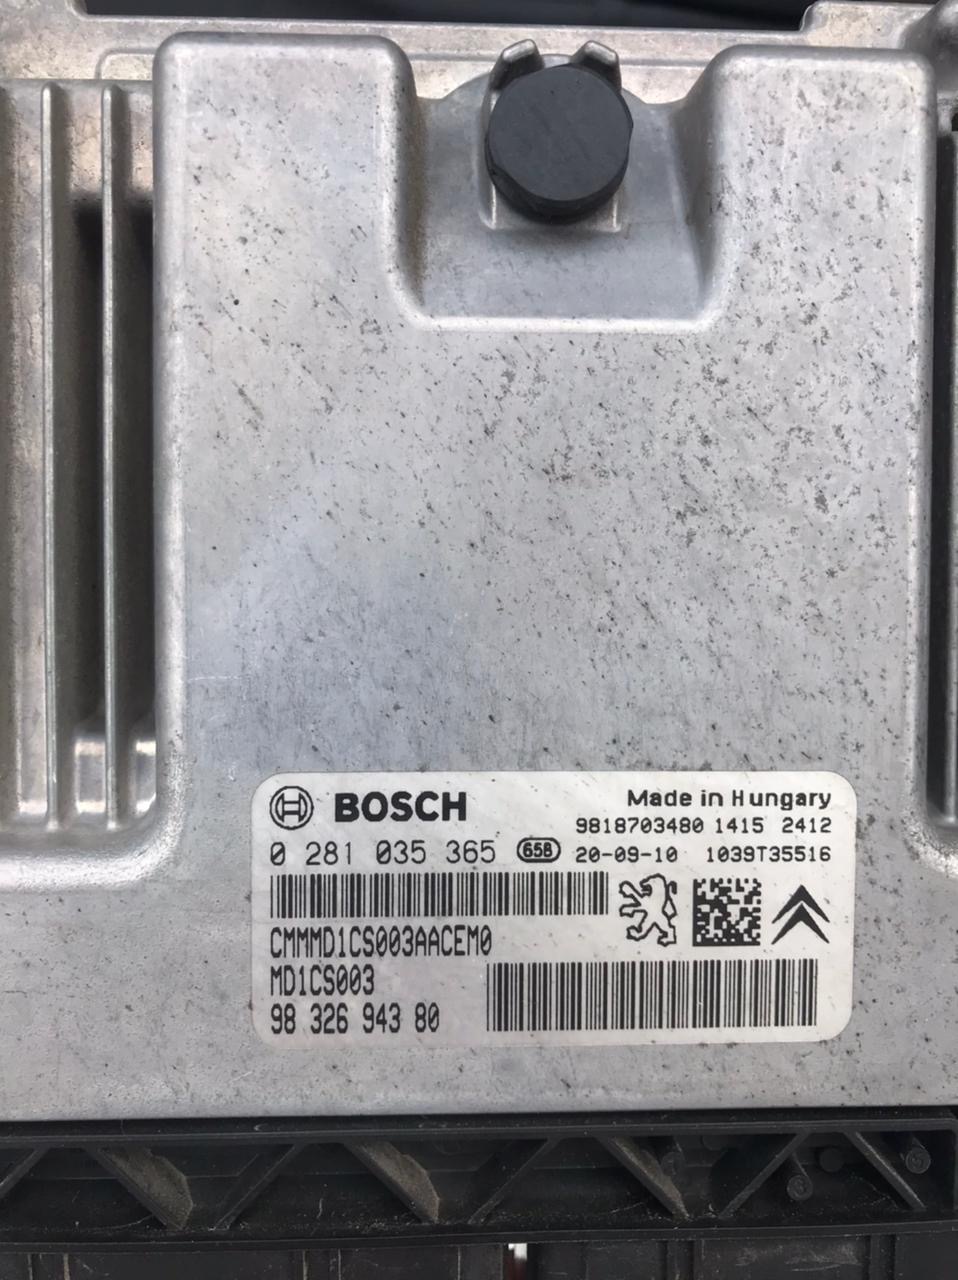 BOSCH
Made in Hungary
9818703480 1415 2412
0 281 035 365 65B 20-09-10 1039T35516
CMMMD1CS003AACEM0
MD1CS003
98 326 943 80